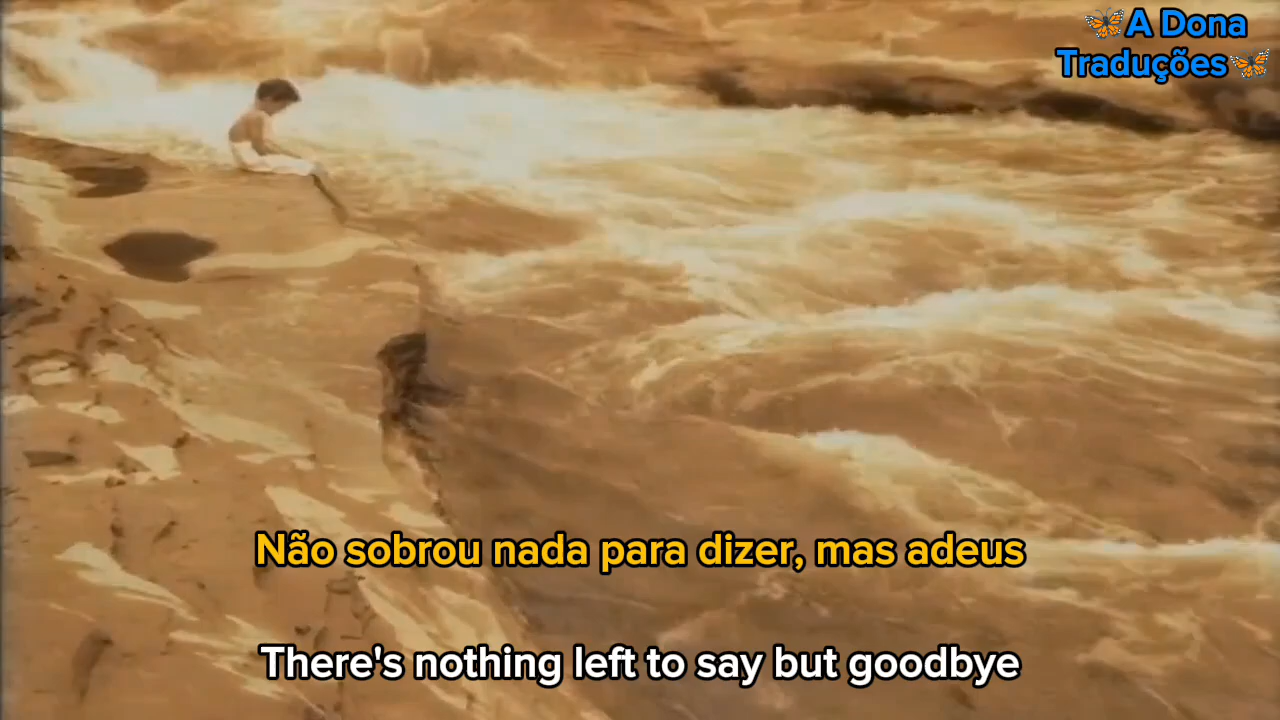 🦋A Dona
Traduções🦋
Não sobrou nada para dizer, mas adeus
There's nothing left to say but goodbye